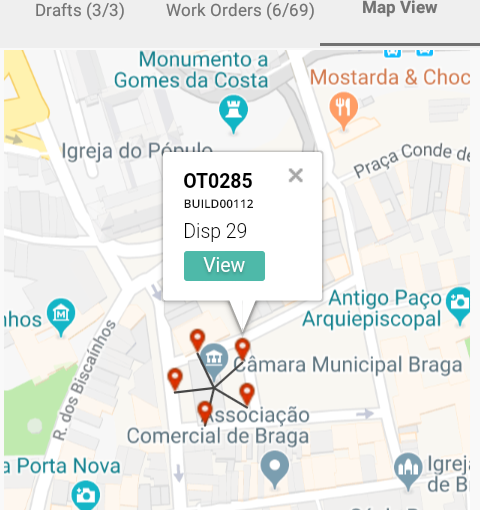 Drafts (3/3)
Work Orders (6/69)
Map View
Monumento a
Gomes da Costa
Mostarda & Choc
Igreja do Pópulo
Praça Conde de
OT0285
BUILD00112
Disp 29
View
×
Antigo Paço
Arquiepiscopal
nhos
R. dos Biscainhos
Câmara Municipal Braga
Associação
Comercial de Braga
a Porta Nova
Igreja
de B